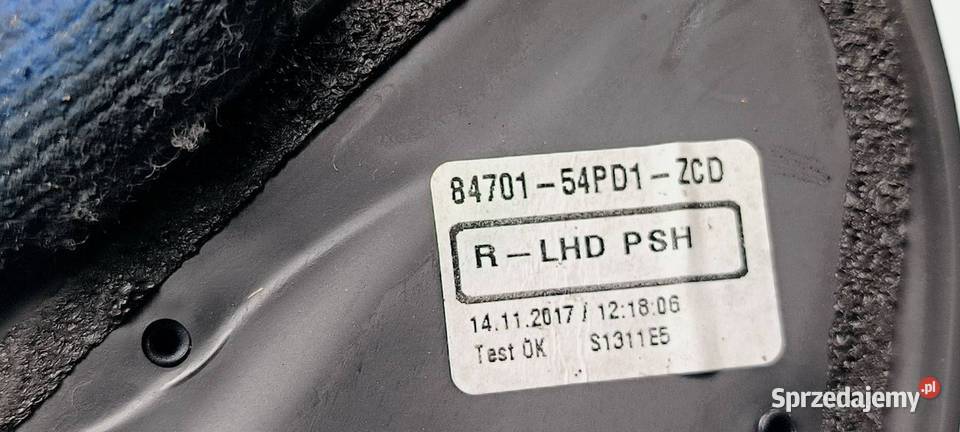 84701-54PD1-ZCD
R-LHD PSH
14.11.2017 / 12:18:06
Test OK S1311E5
Sprzedajemy.pl